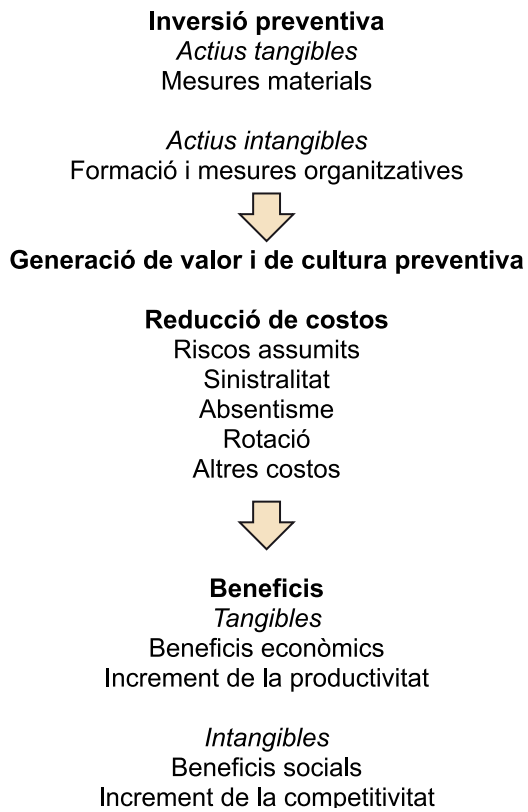 Inversió preventiva
Actius tangibles
Mesures materials
Actius intangibles
Formació i mesures organitzatives
Generació de valor i de cultura preventiva
Reducció de costos
Riscos assumits
Sinistralitat
Absentisme
Rotació
Altres costos
Beneficis
Tangibles
Beneficis econòmics
Increment de la productivitat
Intangibles
Beneficis socials
Increment de la competitivitat